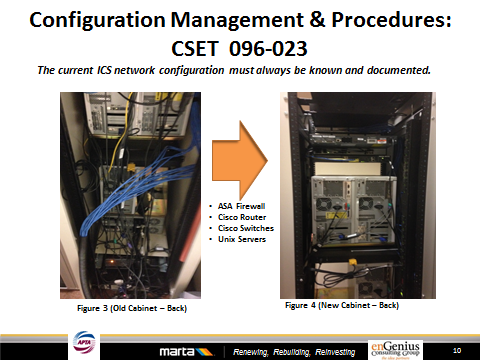 Configuration Management & Procedures:
CSET 096-023
The current ICS network configuration must always be known and documented.
• ASA Firewall
• Cisco Router
• Cisco Switches
• Unix Servers
Figure 3 (Old Cabinet – Back)
Figure 4 (New Cabinet – Back)
APTA
marta
Renewing, Rebuilding, Reinvesting
enGenius
Consulting Group
10